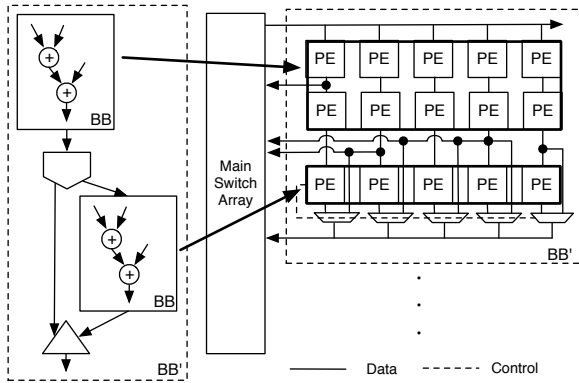 BB
BB
BB'
Main
Switch
Array
PE PE PE PE PE
PE PE PE PE PE
PE PE PE PE PE
BB'
Data
Control